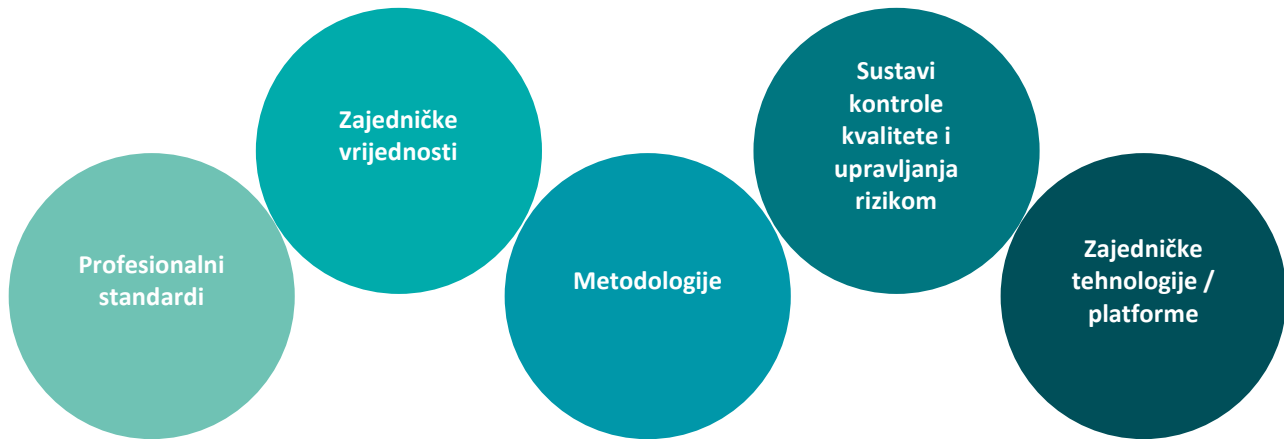 Profesionalni
standardi
Zajedničke
vrijednosti
Metodologije
Sustavi
kontrole
kvalitete i
upravljanja
rizikom
Zajedničke
tehnologije /
platforme